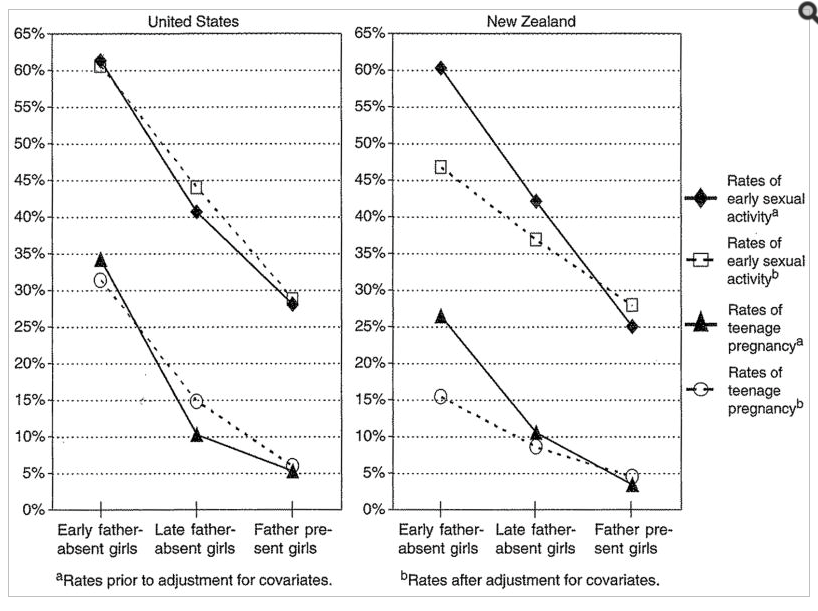 United States
New Zealand
65%
60%
55%
50%
45%
40%
35%
30%
25%
20%
15%
10%
5%
0%
65%
60%
55%
50%
45%
40%
35%
30%
25%
20%
15%
10%
5%
0%
Early father-
absent girls
Late father-
absent girls
Father pre-
sent girls
Early father-
absent girls
Late father-
absent girls
Father pre-
sent girls
Rates of
early sexual
activityᵃ
Rates of
early sexual
activityᵇ
Rates of
teenage
pregnancyᵃ
Rates of
teenage
pregnancyᵇ
ᵃRates prior to adjustment for covariates.
ᵇRates after adjustment for covariates.